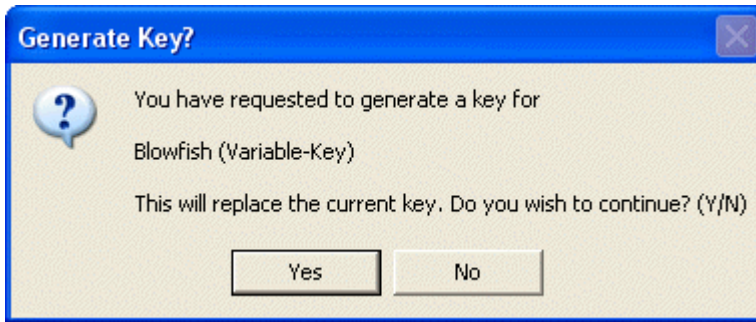 Generate Key?
You have requested to generate a key for
Blowfish (Variable-Key)
This will replace the current key. Do you wish to continue? (Y/N)
Yes No